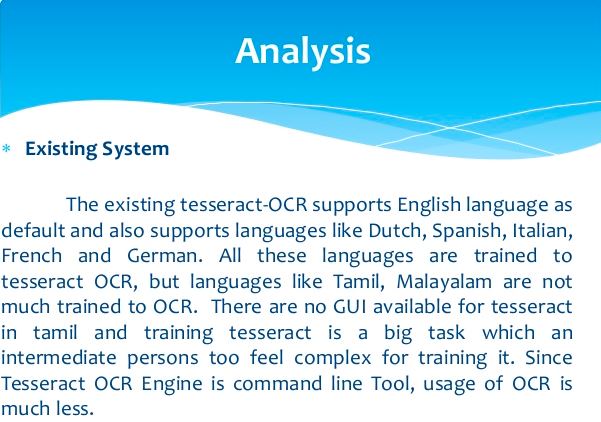 Analysis
* Existing System
The existing tesseract-OCR supports English language as
default and also supports languages like Dutch, Spanish, Italian,
French and German. All these languages are trained to
tesseract OCR, but languages like Tamil, Malayalam are not
much trained to OCR. There are no GUI available for tesseract
in tamil and training tesseract is a big task which an
intermediate persons too feel complex for training it. Since
Tesseract OCR Engine is command line Tool, usage of OCR is
much less.